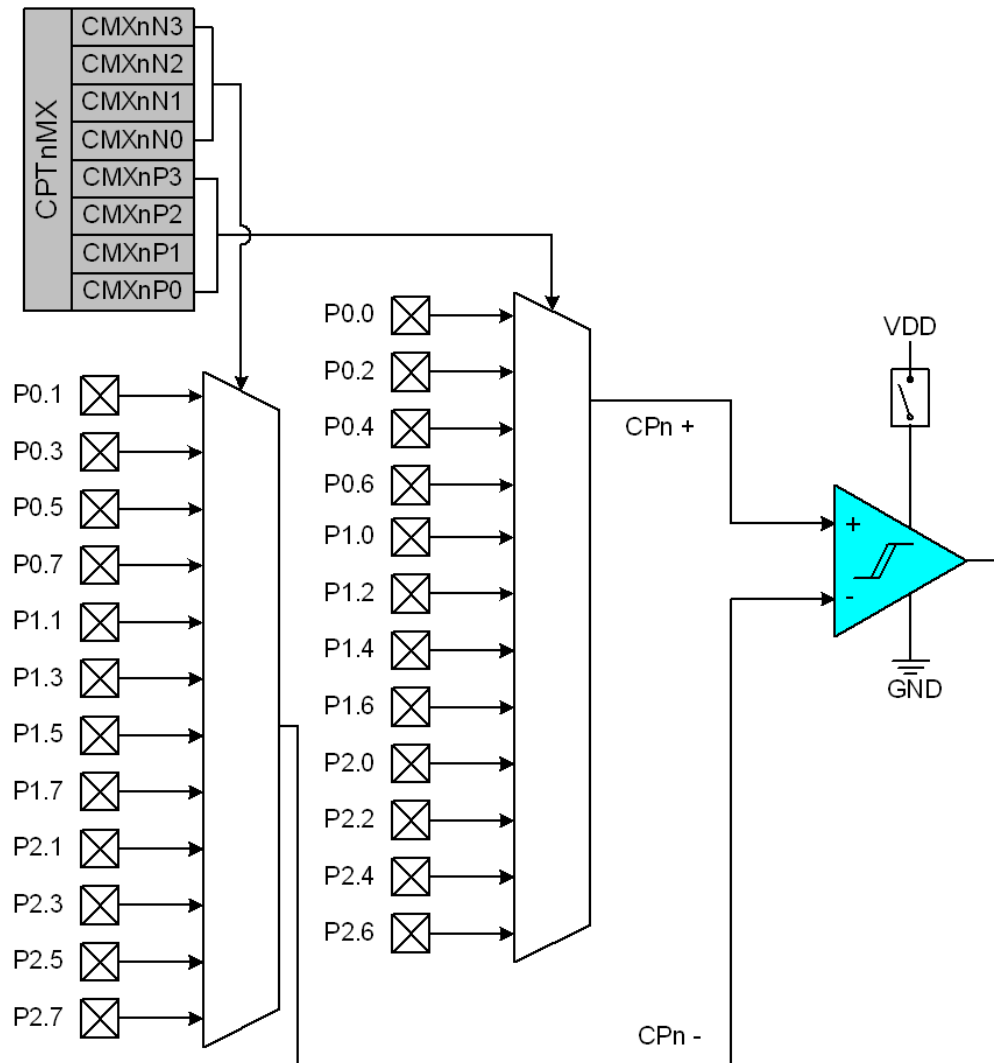 CPTnMX
CMXnN3
CMXnN2
CMXnN1
CMXnN0
CMXnP3
CMXnP2
CMXnP1
CMXnP0
P0.1
P0.3
P0.5
P0.7
P1.1
P1.3
P1.5
P1.7
P2.1
P2.3
P2.5
P2.7
P0.0
P0.2
P0.4
P0.6
P1.0
P1.2
P1.4
P1.6
P2.0
P2.2
P2.4
P2.6
CPn +
CPn -
VDD
+
-
GND